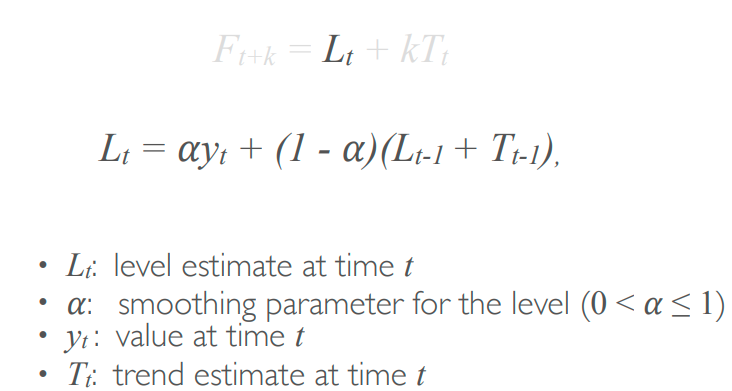 Fₜ₊ₖ = Lₜ + kTₜ
Lₜ = αyₜ + (1 - α)(Lₜ₋₁ + Tₜ₋₁),
• Lₜ: level estimate at time t
• α: smoothing parameter for the level (0 < α ≤ 1)
• yₜ: value at time t
• Tₜ: trend estimate at time t